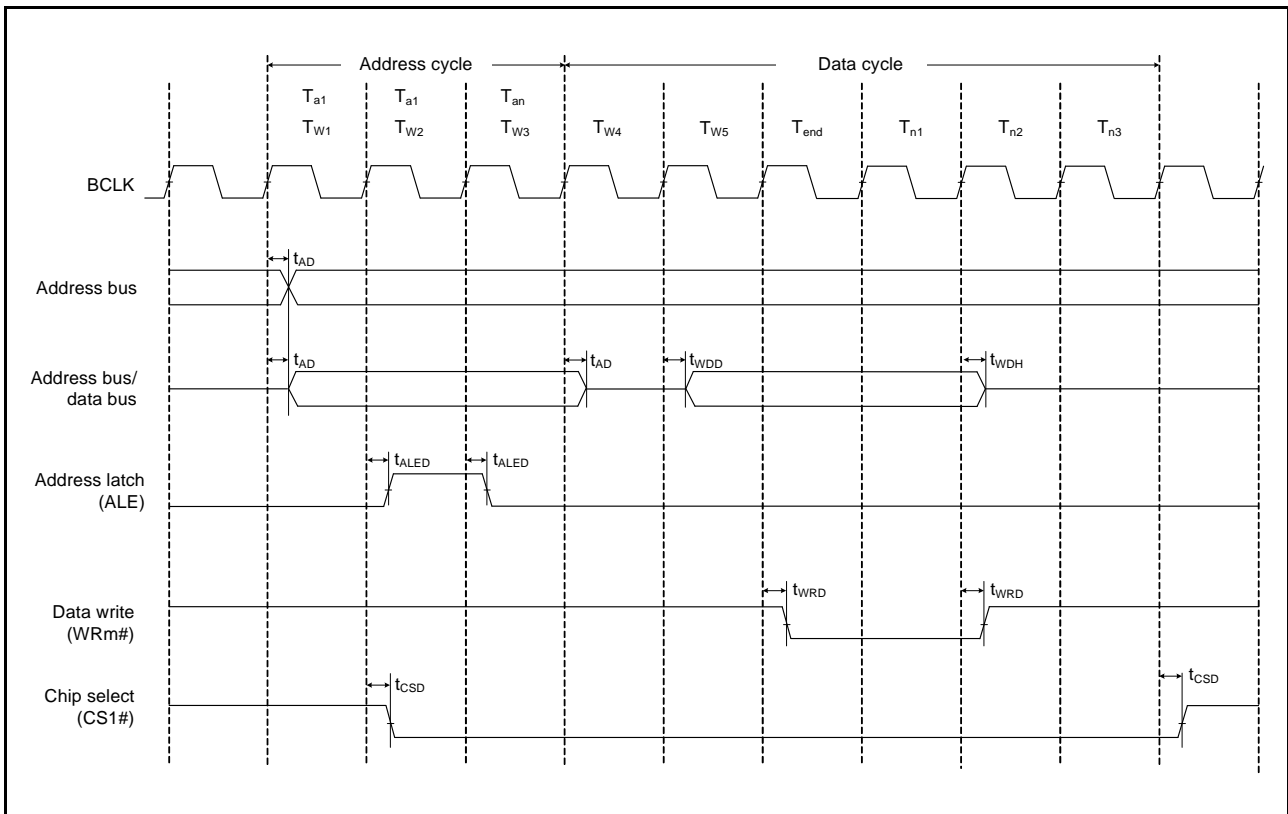 Address cycle Data cycle
Ta1 Ta1 Tan
TW1 TW2 TW3 TW4 TW5 Tend Tn1 Tn2 Tn3
BCLK
tAD
Address bus
tAD tAD tWDD tWDH
Address bus/
data bus
tALED tALED
Address latch
(ALE)
tWRD tWRD
Data write
(WRm#)
tCSD tCSD
Chip select
(CS1#)